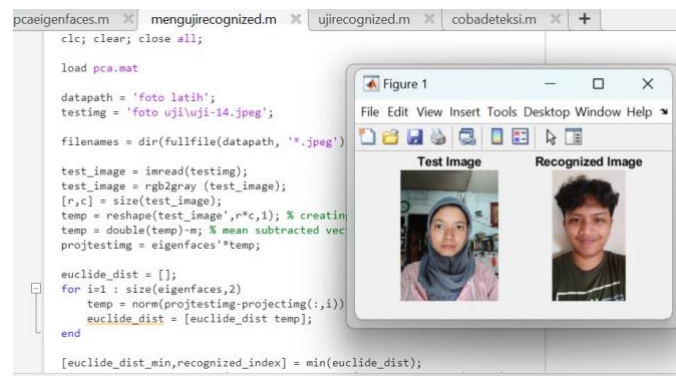 pcaeigenfaces.m mengujirecognized.m ujirecognized.m cobadeteksi.m
clc; clear; close all;
load pca.mat
datapath = 'foto latih';
testimg = 'foto uji\uji-14.jpeg';
filenames = dir(fullfile(datapath, '*.jpeg')
test_image = imread(testimg);
test_image = rgb2gray (test_image);
[r,c] = size(test_image);
temp = reshape(test_image',r*c,1); % creatin
temp = double(temp)-m; % mean subtracted vec
projtestimg = eigenfaces'*temp;
euclide_dist = [];
for i=1 : size(eigenfaces,2)
temp = norm(projtestimg-projectimg(:,i))
euclide_dist = [euclide_dist temp];
end
[euclide_dist_min,recognized_index] = min(euclide_dist);
Figure 1
File Edit View Insert Tools Desktop Window Help
Test Image Recognized Image